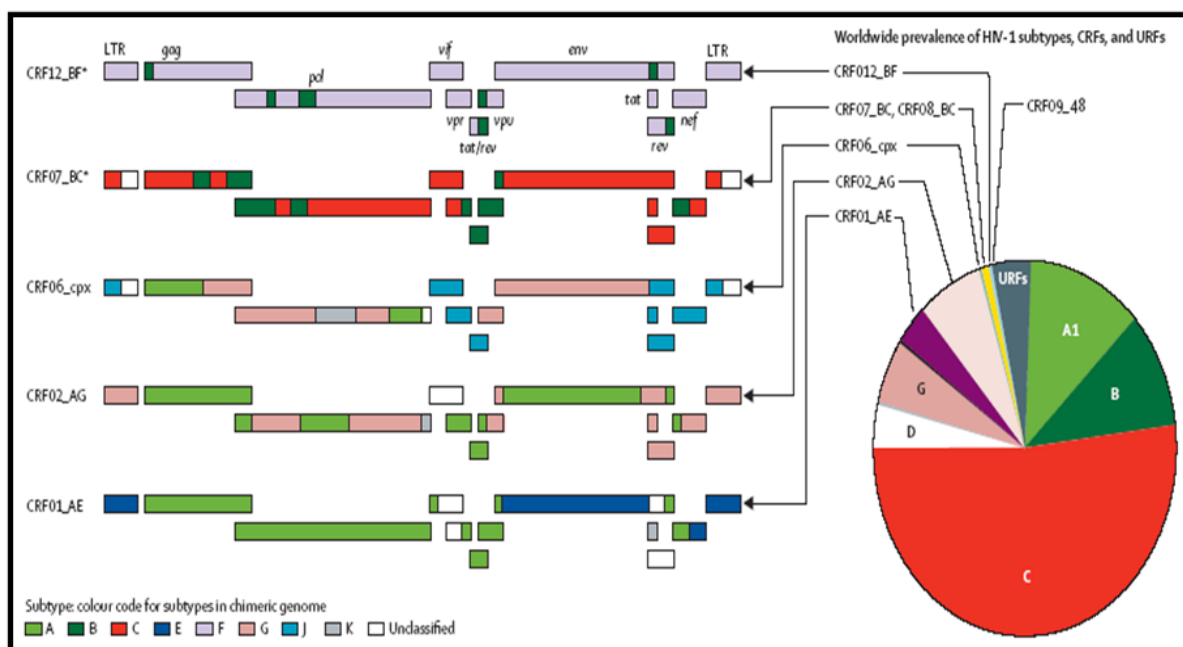 Worldwide prevalence of HIV-1 subtypes, CRFs, and URFs
LTR gag vif env LTR
CRF12_BF*
pol
tat
vpr vpu nef
tat/rev rev
CRF07_BC*
CRF06_cpx
CRF02_AG
CRF01_AE
CRF012_BF
CRF09_48
CRF07_BC, CRF08_BC
CRF06_cpx
CRF02_AG
CRF01_AE
URFs
A1
B
G
D
C
Subtype: colour code for subtypes in chimeric genome
A B C E F G J K Unclassified